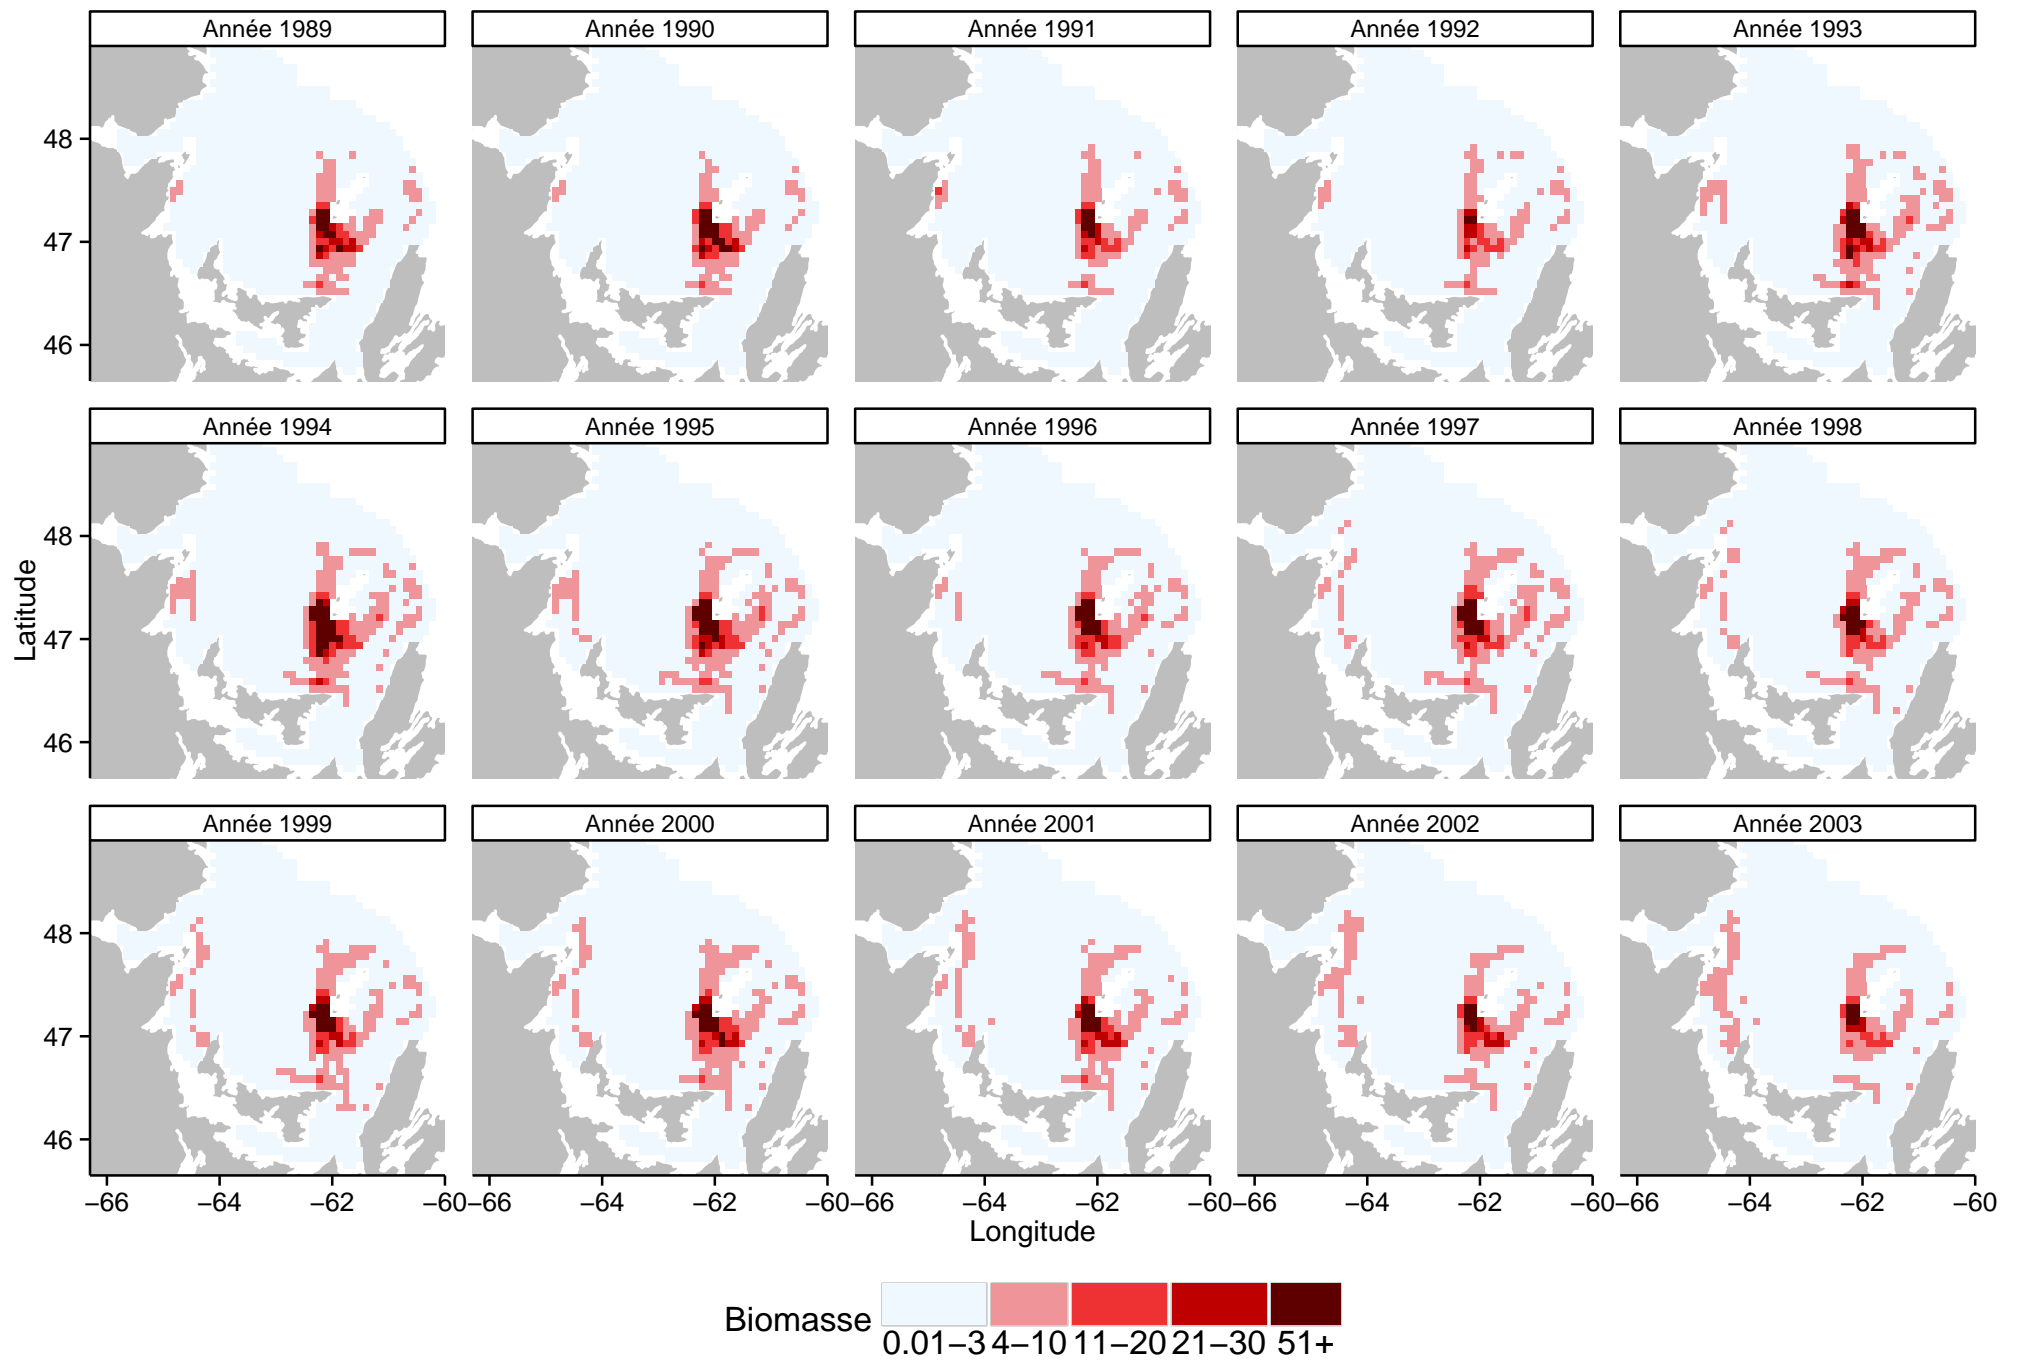 Année 1989 Année 1990 Année 1991 Année 1992 Année 1993
48
47
46
Année 1994 Année 1995 Année 1996 Année 1997 Année 1998
48
47
46
Latitude
Année 1999 Année 2000 Année 2001 Année 2002 Année 2003
48
47
46
−66 −64 −62 −60 −66 −64 −62 −60 −66 −64 −62 −60 −66 −64 −62 −60 −66 −64 −62 −60
Longitude
Biomasse
0.01−3 4−10 11−20 21−30 51+